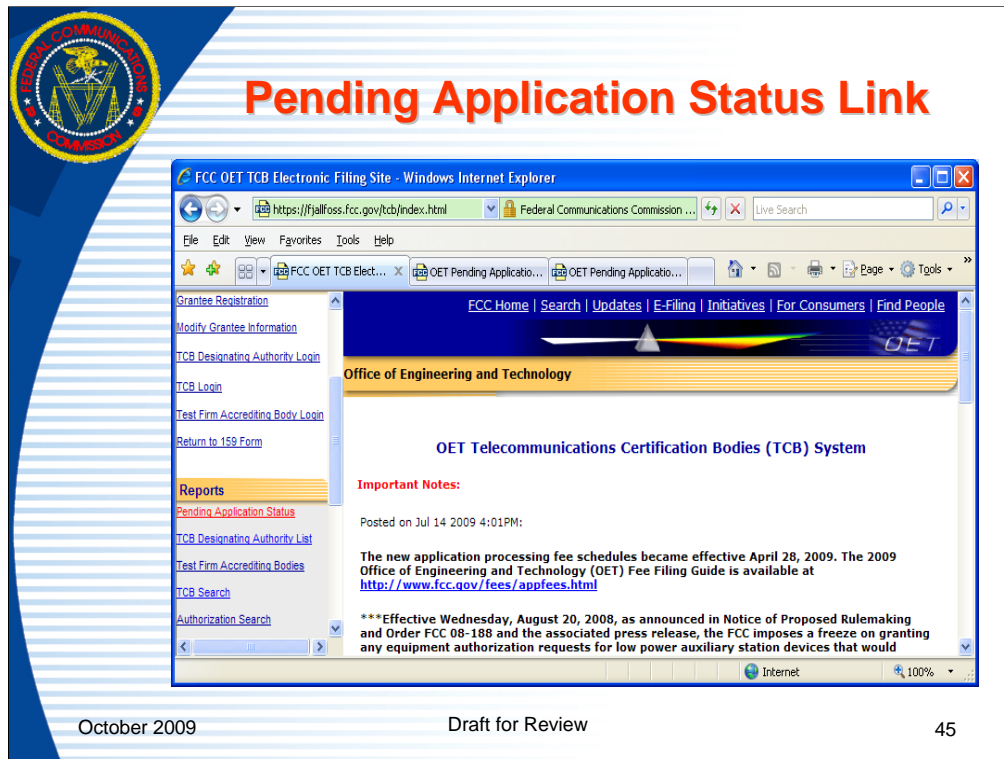 FEDERAL COMMUNICATIONS COMMISSION
Pending Application Status Link
FCC OET TCB Electronic Filing Site - Windows Internet Explorer
https://fjallfoss.fcc.gov/tcb/index.html
Federal Communications Commission ...
Live Search
File Edit View Favorites Tools Help
FCC OET TCB Elect... X
OET Pending Applicatio...
OET Pending Applicatio...
Page
Tools
»
Grantee Registration
Modify Grantee Information
TCB Designating Authority Login
TCB Login
Test Firm Accrediting Body Login
Return to 159 Form
Reports
Pending Application Status
TCB Designating Authority List
Test Firm Accrediting Bodies
TCB Search
Authorization Search
FCC Home | Search | Updates | E-Filing | Initiatives | For Consumers | Find People
OET
Office of Engineering and Technology
OET Telecommunications Certification Bodies (TCB) System
Important Notes:
Posted on Jul 14 2009 4:01PM:
The new application processing fee schedules became effective April 28, 2009. The 2009
Office of Engineering and Technology (OET) Fee Filing Guide is available at
http://www.fcc.gov/fees/appfees.html
***Effective Wednesday, August 20, 2008, as announced in Notice of Proposed Rulemaking
and Order FCC 08-188 and the associated press release, the FCC imposes a freeze on granting
any equipment authorization requests for low power auxiliary station devices that would
Internet
100%
October 2009
Draft for Review
45